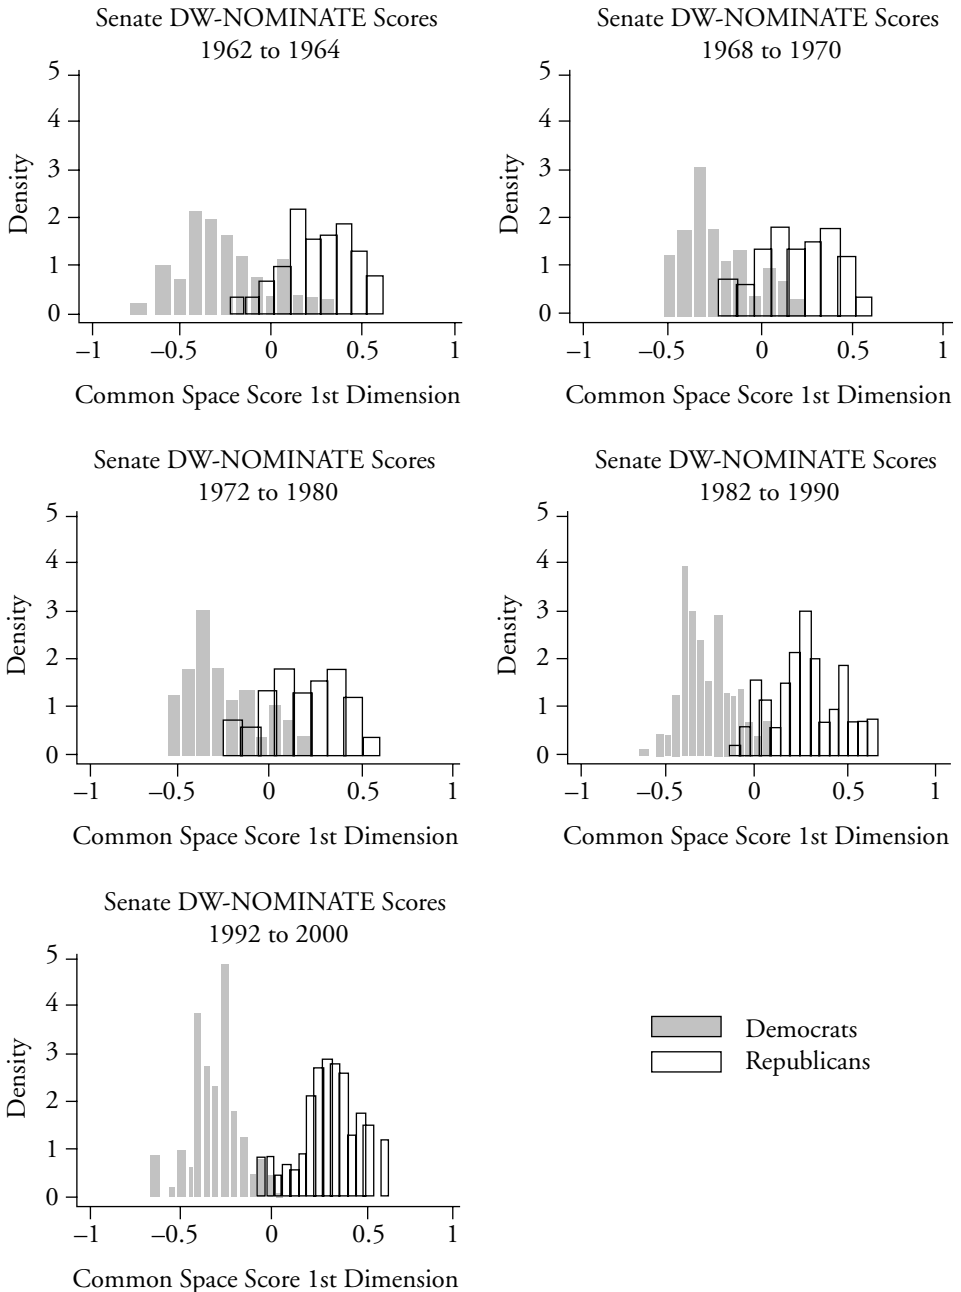 Senate DW-NOMINATE Scores
1962 to 1964
5
4
3
2
1
0
Density
–1
–0.5
0
0.5
1
Common Space Score 1st Dimension
Senate DW-NOMINATE Scores
1968 to 1970
5
4
3
2
1
0
Density
–1
–0.5
0
0.5
1
Common Space Score 1st Dimension
Senate DW-NOMINATE Scores
1972 to 1980
5
4
3
2
1
0
Density
–1
–0.5
0
0.5
1
Common Space Score 1st Dimension
Senate DW-NOMINATE Scores
1982 to 1990
5
4
3
2
1
0
Density
–1
–0.5
0
0.5
1
Common Space Score 1st Dimension
Senate DW-NOMINATE Scores
1992 to 2000
5
4
3
2
1
0
Density
–1
–0.5
0
0.5
1
Common Space Score 1st Dimension
Democrats
Republicans